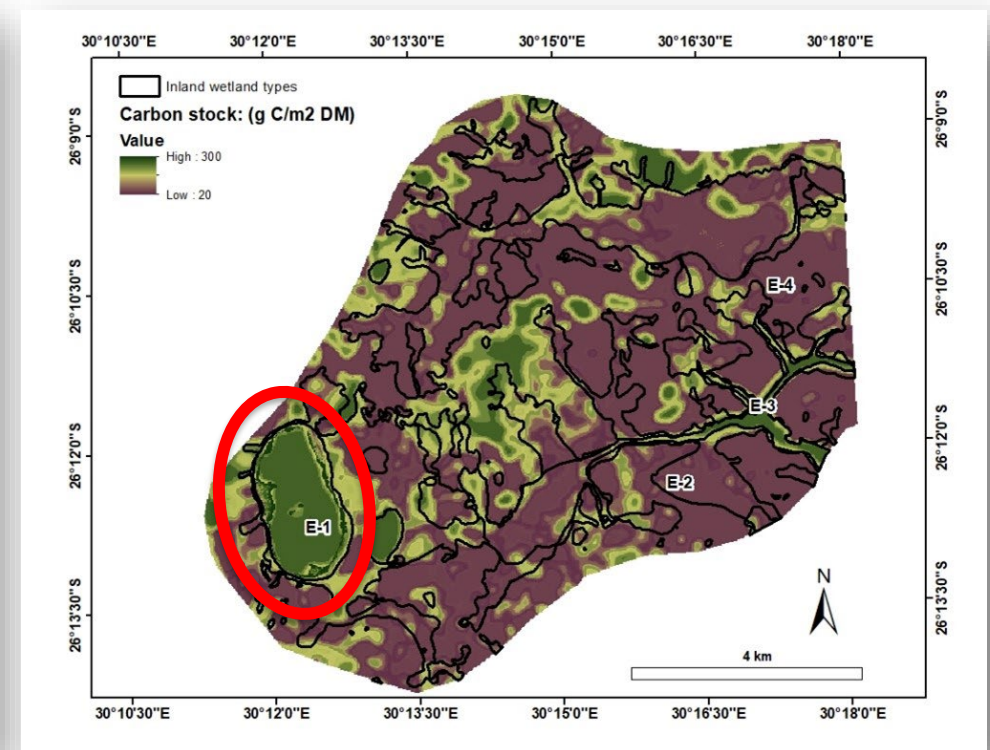 30°10'30"E 30°12'0"E 30°13'30"E 30°15'0"E 30°16'30"E 30°18'0"E
Inland wetland types
Carbon stock: (g C/m2 DM)
Value
High : 300
Low : 20
26°9'0"S
26°9'0"S
26°10'30"S
26°10'30"S
E-4
E-3
26°12'0"S
26°12'0"S
E-2
E-1
N
26°13'30"S
26°13'30"S
4 km
30°10'30"E 30°12'0"E 30°13'30"E 30°15'0"E 30°16'30"E 30°18'0"E